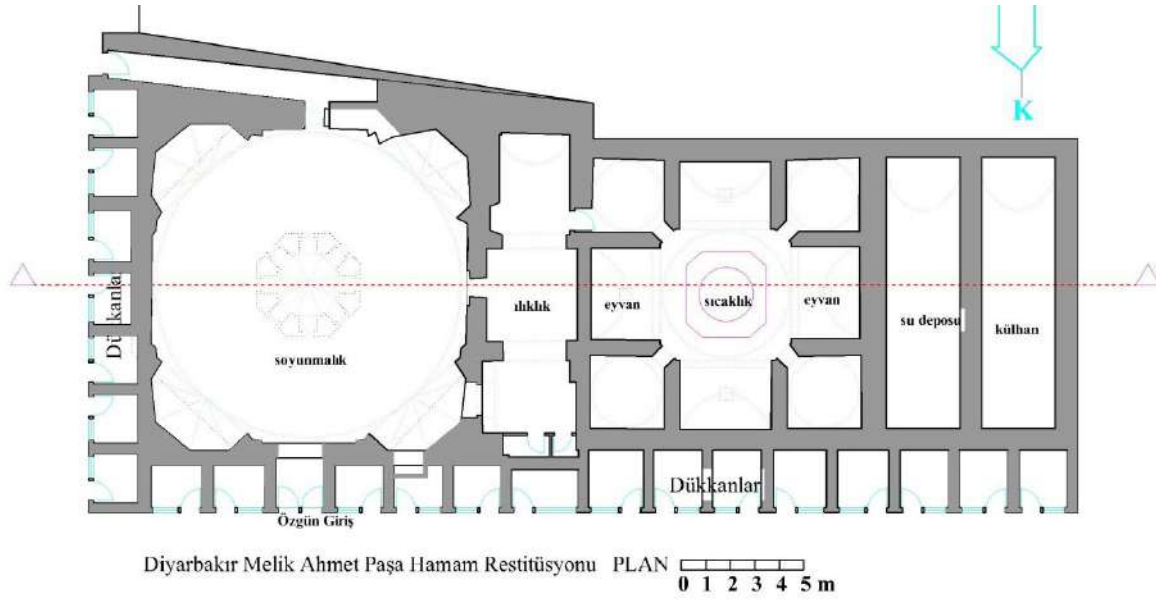 K
Dükkanlar
soyunmalık
ılıklık
eyvan
sıcaklık
eyvan
su deposu
külhan
Dükkanlar
Özgün Giriş
Diyarbakır Melik Ahmet Paşa Hamam Restitüsyonu PLAN
0 1 2 3 4 5 m